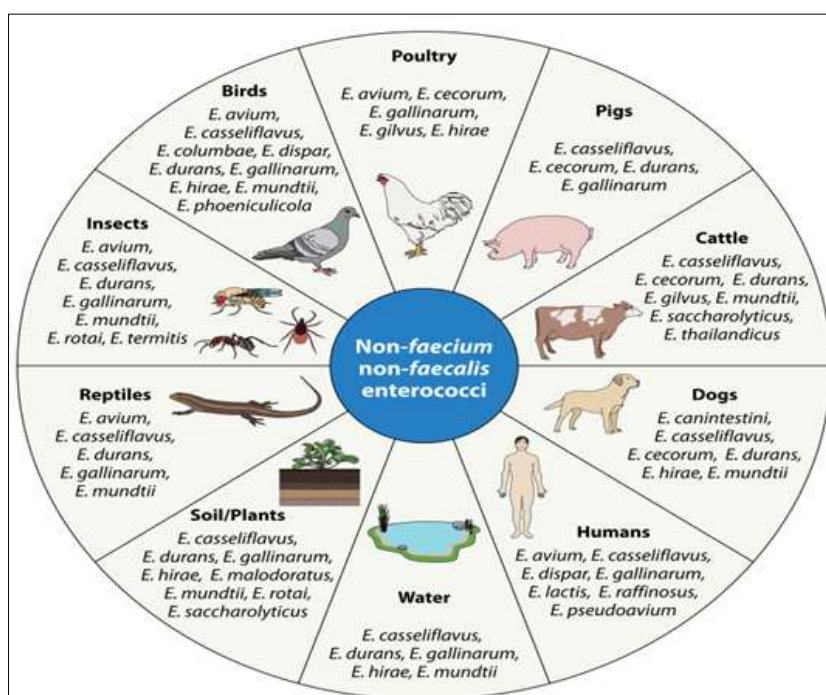 Poultry
E. avium, E. cecorum,
E. gallinarum,
E. gilvus, E. hirae
Pigs
E. casseliflavus,
E. cecorum, E. durans,
E. gallinarum
Cattle
E. casseliflavus,
E. cecorum, E. durans,
E. gilvus, E. mundtii,
E. saccharolyticus,
E. thailandicus
Dogs
E. canintestini,
E. casseliflavus,
E. cecorum, E. durans,
E. hirae, E. mundtii
Humans
E. avium, E. casseliflavus,
E. dispar, E. gallinarum,
E. lactis, E. raffinosus,
E. pseudoavium
Water
E. casseliflavus,
E. durans, E. gallinarum,
E. hirae, E. mundtii
Soil/Plants
E. casseliflavus,
E. durans, E. gallinarum,
E. hirae, E. malodoratus,
E. mundtii, E. rotai,
E. saccharolyticus
Reptiles
E. avium,
E. casseliflavus,
E. durans,
E. gallinarum,
E. mundtii
Insects
E. avium,
E. casseliflavus,
E. durans,
E. gallinarum,
E. mundtii,
E. rotai, E. termitis
Birds
E. avium,
E. casseliflavus,
E. columbae, E. dispar,
E. durans, E. gallinarum,
E. hirae, E. mundtii,
E. phoeniculicola
Non-faecium
non-faecalis
enterococci